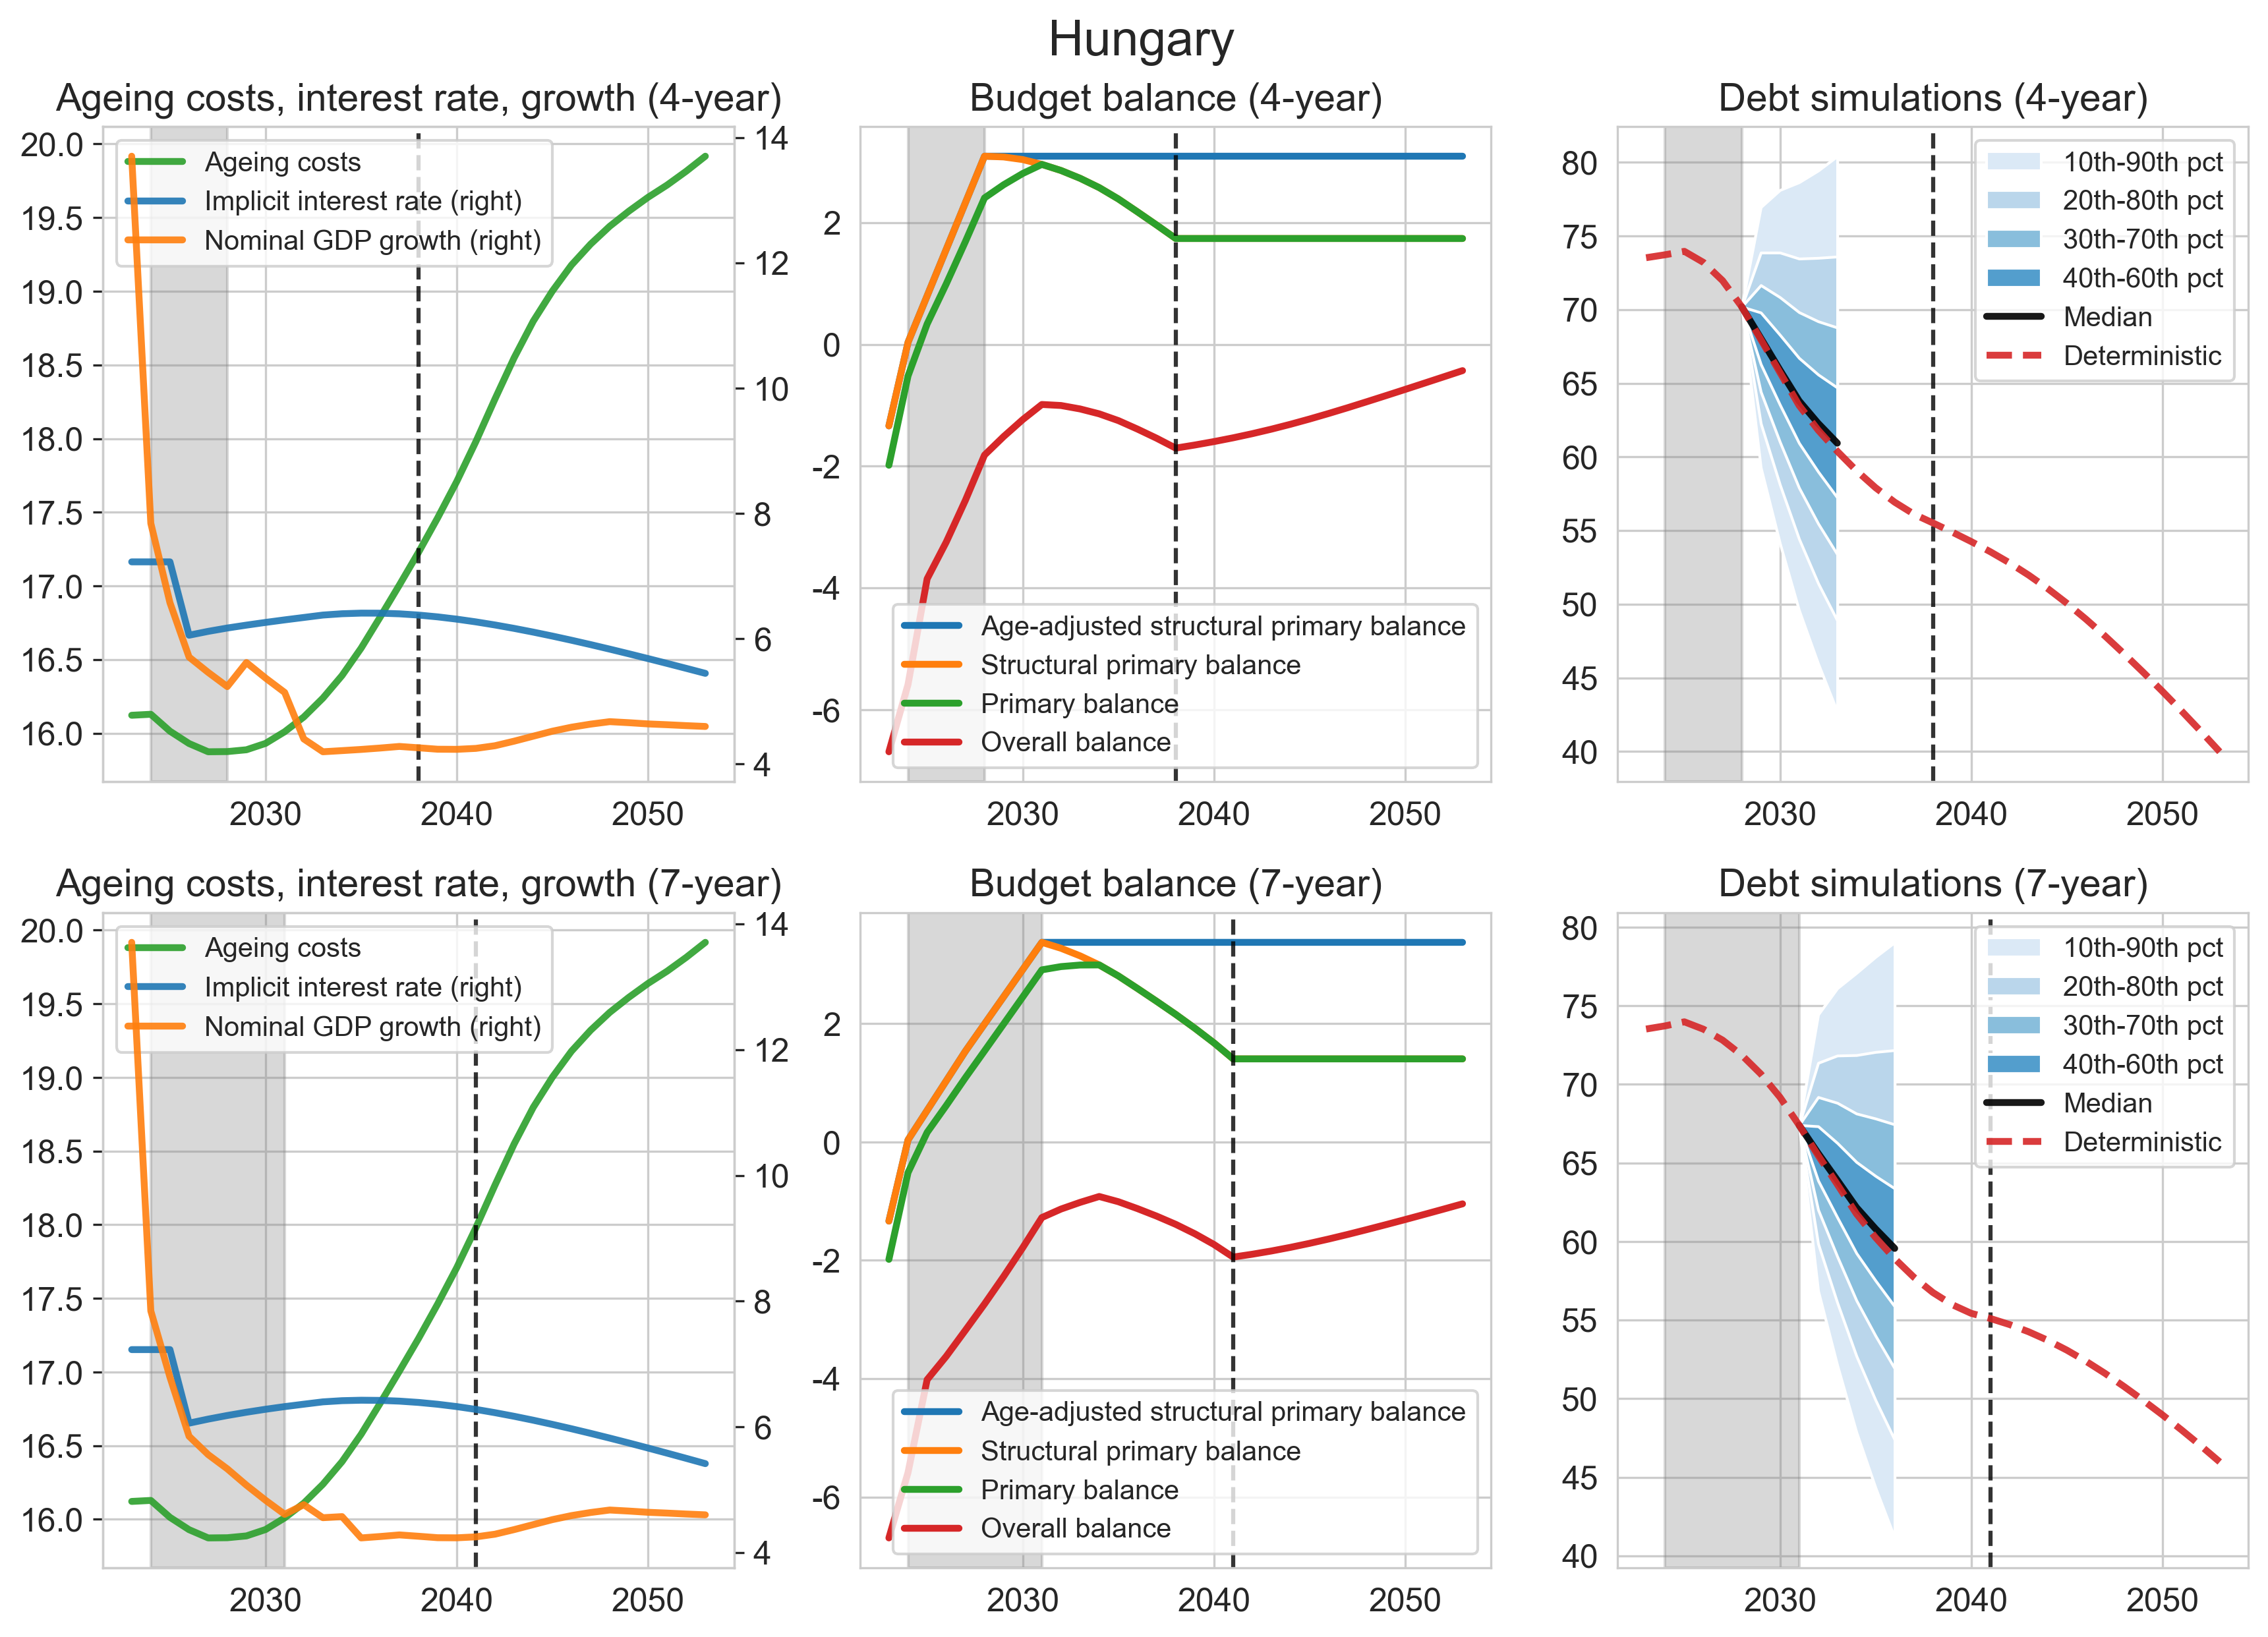 Hungary
Ageing costs, interest rate, growth (4-year)
20.0
19.5
19.0
18.5
18.0
17.5
17.0
16.5
16.0
Ageing costs
Implicit interest rate (right)
Nominal GDP growth (right)
14
12
10
8
6
4
2030 2040 2050
Budget balance (4-year)
2
0
-2
-4
-6
Age-adjusted structural primary balance
Structural primary balance
Primary balance
Overall balance
2030 2040 2050
Debt simulations (4-year)
80
75
70
65
60
55
50
45
40
10th-90th pct
20th-80th pct
30th-70th pct
40th-60th pct
Median
Deterministic
2030 2040 2050
Ageing costs, interest rate, growth (7-year)
20.0
19.5
19.0
18.5
18.0
17.5
17.0
16.5
16.0
Ageing costs
Implicit interest rate (right)
Nominal GDP growth (right)
14
12
10
8
6
4
2030 2040 2050
Budget balance (7-year)
2
0
-2
-4
-6
Age-adjusted structural primary balance
Structural primary balance
Primary balance
Overall balance
2030 2040 2050
Debt simulations (7-year)
80
75
70
65
60
55
50
45
40
10th-90th pct
20th-80th pct
30th-70th pct
40th-60th pct
Median
Deterministic
2030 2040 2050